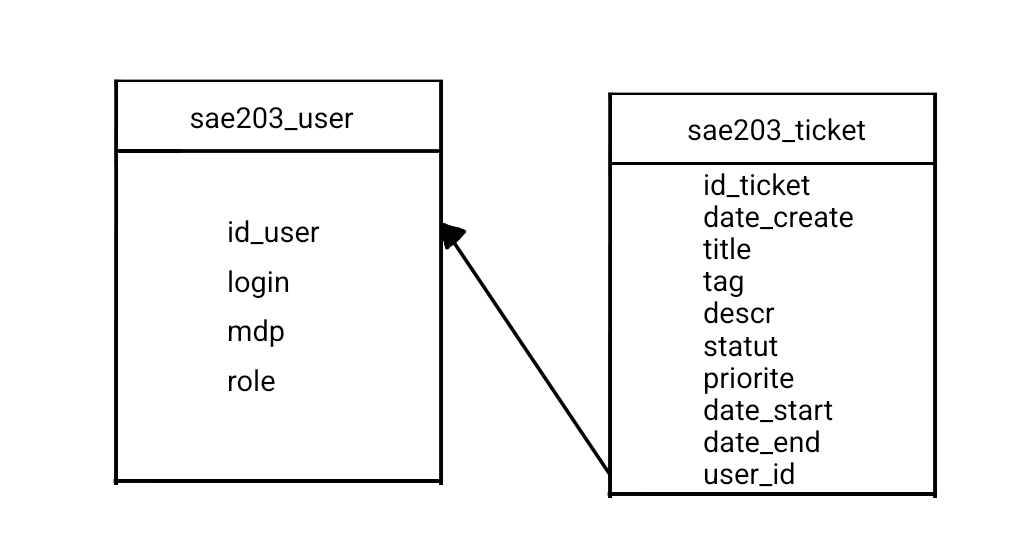 sae203_user
id_user
login
mdp
role
sae203_ticket
id_ticket
date_create
title
tag
descr
statut
priorite
date_start
date_end
user_id